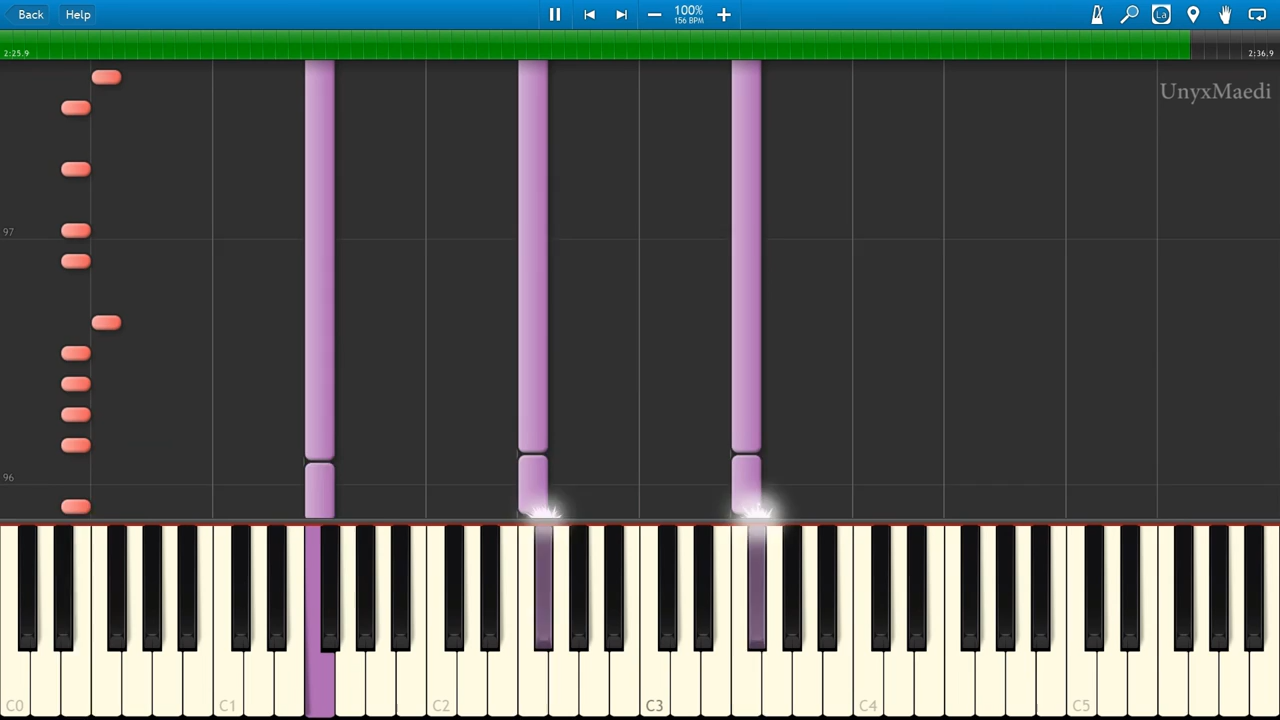 Back
Help
100%
156 BPM
La
2:25.9
2:36.9
UnyxMaedi
97
96
C0
C1
C2
C3
C4
C5